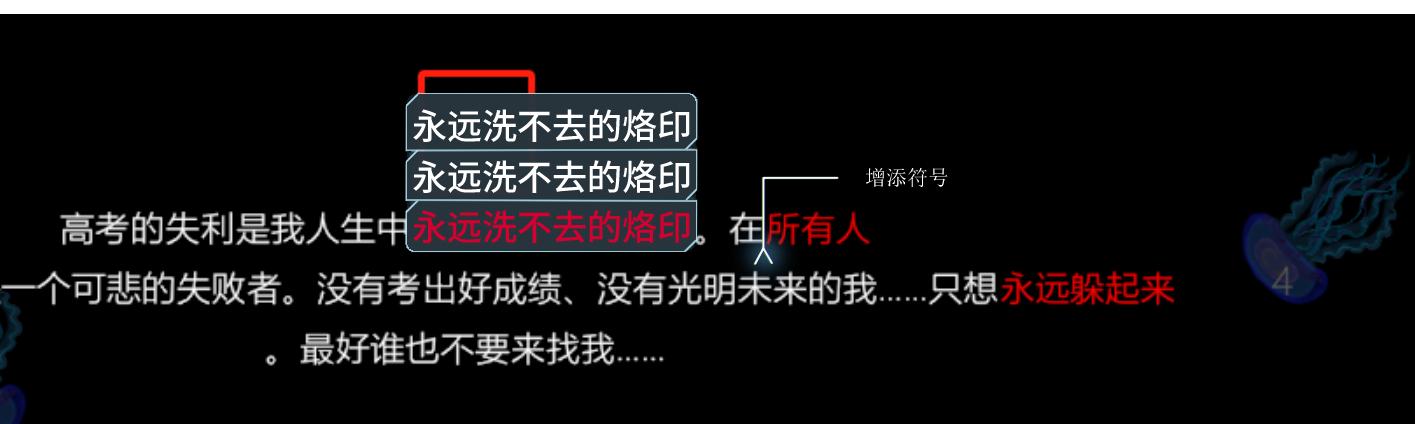 永远洗不去的烙印
永远洗不去的烙印
增添符号
高考的失利是我人生中永远洗不去的烙印。在所有人
一个可悲的失败者。没有考出好成绩、没有光明未来的我……只想永远躲起来
。最好谁也不要来找我……
4